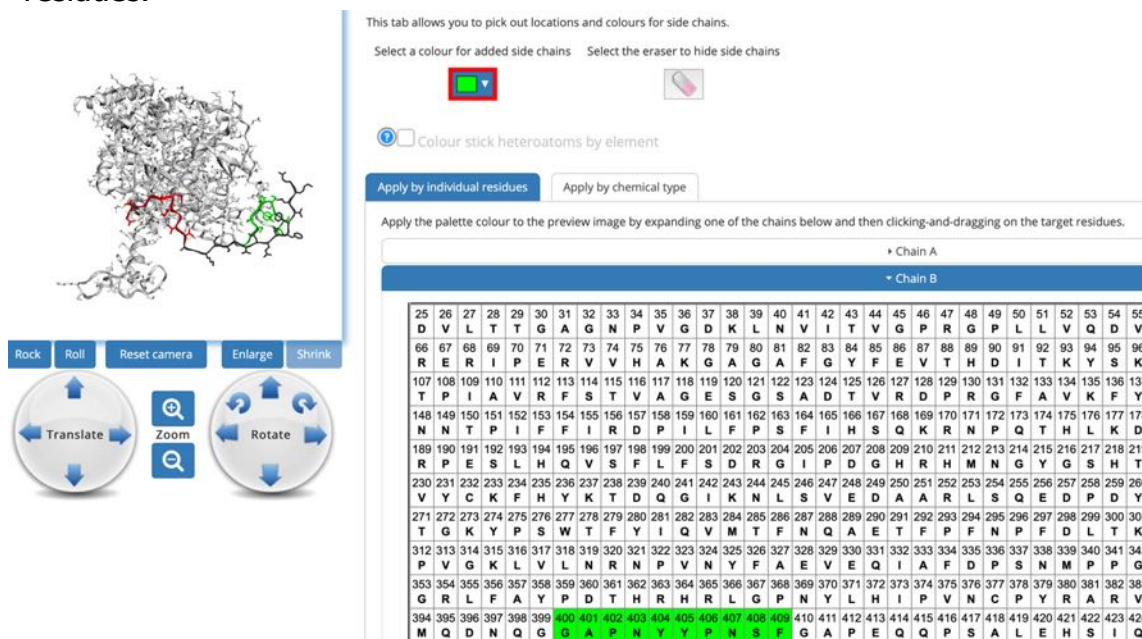 residues.
This tab allows you to pick out locations and colours for side chains.
Select a colour for added side chains Select the eraser to hide side chains
Colour stick heteroatoms by element
Apply by individual residues Apply by chemical type
Apply the palette colour to the preview image by expanding one of the chains below and then clicking-and-dragging on the target residues.
Chain A
Chain B
25 26 27 28 29 30 31 32 33 34 35 36 37 38 39 40 41 42 43 44 45 46 47 48 49 50 51 52 53 54 55
D V L T T G A G N P V G D K L N V I T V G P R G P L L V Q D V
66 67 68 69 70 71 72 73 74 75 76 77 78 79 80 81 82 83 84 85 86 87 88 89 90 91 92 93 94 95 96
R E R I P E R V V H A K G A G A F G Y F E V T H D I T K Y S K
107 108 109 110 111 112 113 114 115 116 117 118 119 120 121 122 123 124 125 126 127 128 129 130 131 132 133 134 135 136
T P I A V R F S T V A G E S G S A D T V R D P R G F A V K F Y
148 149 150 151 152 153 154 155 156 157 158 159 160 161 162 163 164 165 166 167 168 169 170 171 172 173 174 175 176 177
N N T P I F F I R D P I L F P S F I H S Q K R N P Q T H L K D
189 190 191 192 193 194 195 196 197 198 199 200 201 202 203 204 205 206 207 208 209 210 211 212 213 214 215 216 217 218
R P E S L H Q V S F L F S D R G I P D G H R H M N G Y G S H T
230 231 232 233 234 235 236 237 238 239 240 241 242 243 244 245 246 247 248 249 250 251 252 253 254 255 256 257 258 259
V Y C K F H Y K T D Q G I K N L S V E D A A R L S Q E D P D Y
271 272 273 274 275 276 277 278 279 280 281 282 283 284 285 286 287 288 289 290 291 292 293 294 295 296 297 298 299 300
T G K Y P S W T F Y I Q V M T F N Q A E T F P F N P F D L T K
312 313 314 315 316 317 318 319 320 321 322 323 324 325 326 327 328 329 330 331 332 333 334 335 336 337 338 339 340 341
P V G K L V L N R N P V N Y F A E V E Q I A F D P S N M P P G
353 354 355 356 357 358 359 360 361 362 363 364 365 366 367 368 369 370 371 372 373 374 375 376 377 378 379 380 381 382
G R L F A Y P D T H R H R L G P N Y L H I P V N C P Y R A R V
394 395 396 397 398 399 400 401 402 403 404 405 406 407 408 409 410 411 412 413 414 415 416 417 418 419 420 421 422 423
M Q D N Q G G A P N Y Y P N S F G A P E Q Q P S A L E H S I Q
Rock Roll Reset camera Enlarge Shrink
Translate Zoom Rotate